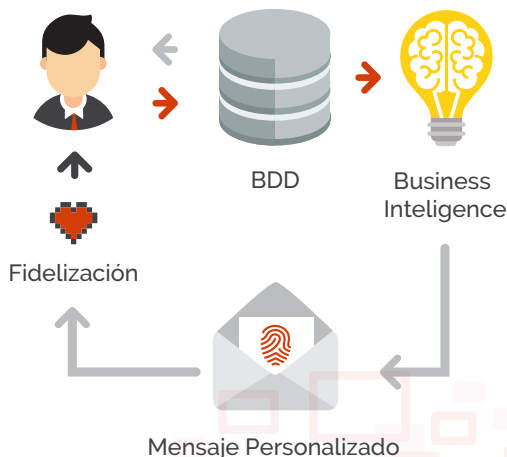 BDD
Business
Inteligence
Fidelización
Mensaje Personalizado